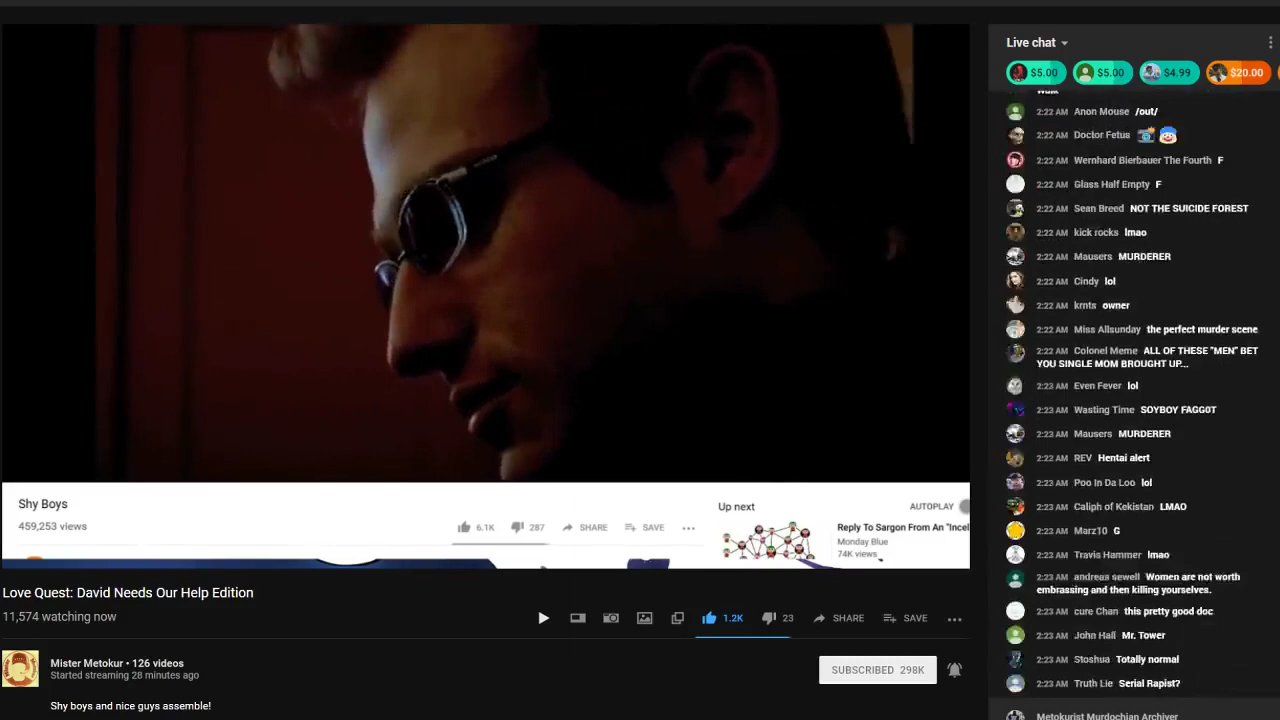 Live chat
$5.00
$5.00
$4.99
$20.00
2:22 AM Anon Mouse /out/
2:22 AM Doctor Fetus
2:22 AM Wernhard Bierbauer The Fourth F
2:22 AM Glass Half Empty F
2:22 AM Sean Breed NOT THE SUICIDE FOREST
2:22 AM kick rocks lmao
2:22 AM Mausers MURDERER
2:22 AM Cindy lol
2:22 AM krnts owner
2:22 AM Miss Allsunday the perfect murder scene
2:22 AM Colonel Meme ALL OF THESE "MEN" BET
YOU SINGLE MOM BROUGHT UP...
2:23 AM Even Fever lol
2:23 AM Wasting Time SOYBOY FAGG0T
2:23 AM Mausers MURDERER
2:23 AM REV Hentai alert
2:23 AM Poo In Da Loo lol
2:23 AM Caliph of Kekistan LMAO
2:23 AM Marz10 G
2:23 AM Travis Hammer lmao
2:23 AM andreas sewell Women are not worth
embrassing and then killing yourselves.
2:23 AM cure Chan this pretty good doc
2:23 AM John Hall Mr. Tower
2:23 AM Stoshua Totally normal
2:23 AM Truth Lie Serial Rapist?
Metokurist Murdochian Archiver
Shy Boys
459,253 views
6.1K
287
SHARE
SAVE
Up next
AUTOPLAY
Reply To Sargon From An "Incel
Monday Blue
74K views
Love Quest: David Needs Our Help Edition
11,574 watching now
1.2K
23
SHARE
SAVE
Mister Metokur • 126 videos
Started streaming 28 minutes ago
SUBSCRIBED 298K
Shy boys and nice guys assemble!